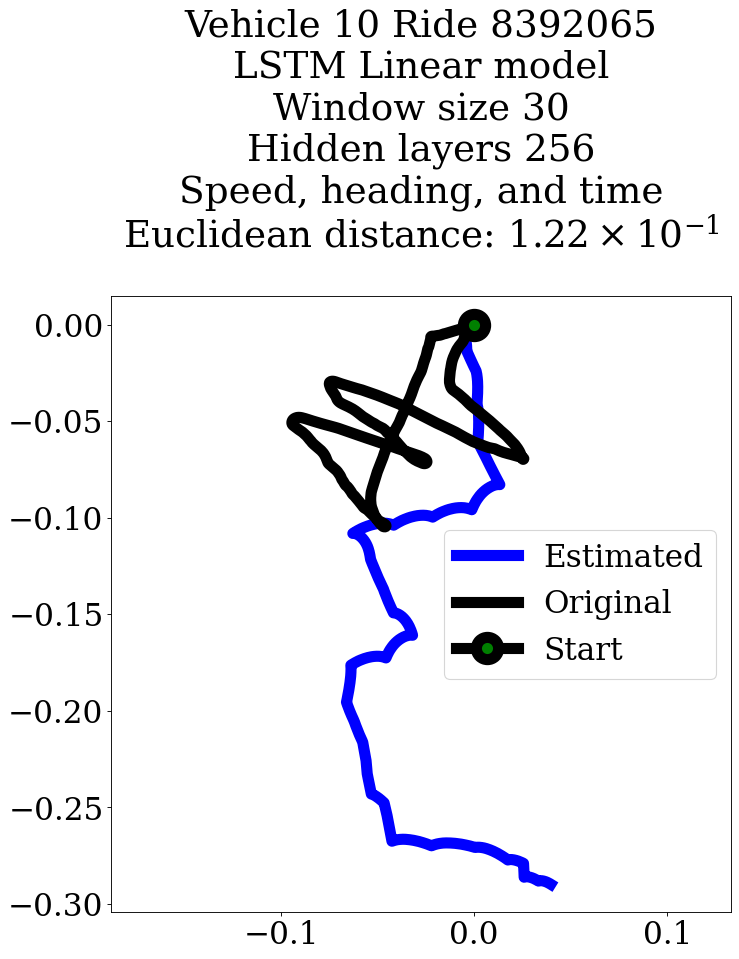 Vehicle 10 Ride 8392065
LSTM Linear model
Window size 30
Hidden layers 256
Speed, heading, and time
Euclidean distance: 1.22 × 10⁻¹
0.00
−0.05
−0.10
−0.15
−0.20
−0.25
−0.30
Estimated
Original
Start
−0.1
0.0
0.1